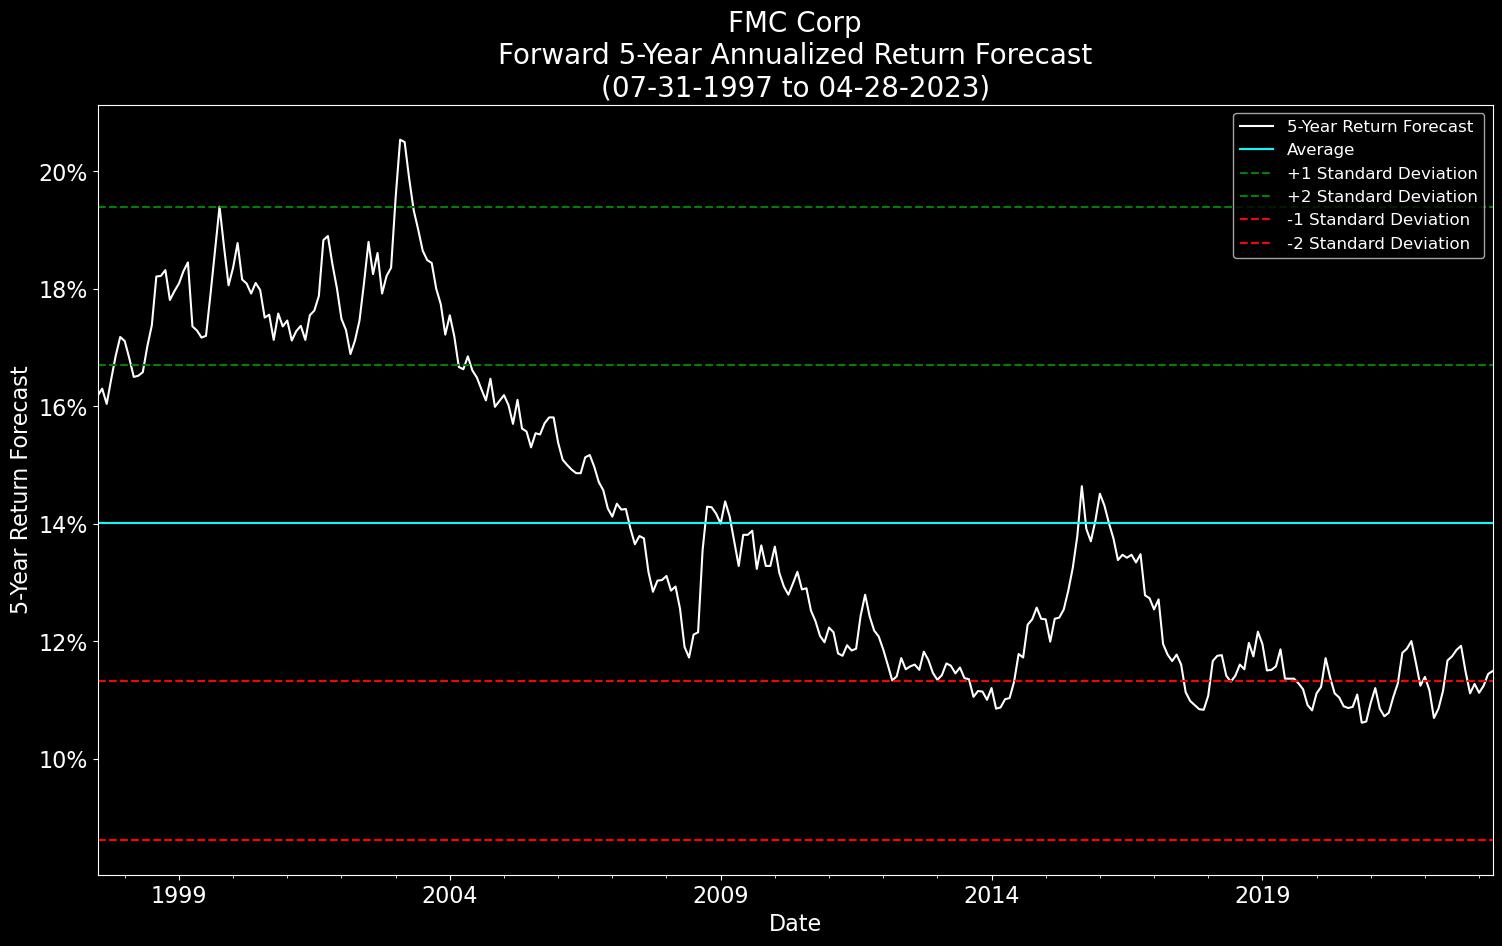 FMC Corp
Forward 5-Year Annualized Return Forecast
(07-31-1997 to 04-28-2023)
5-Year Return Forecast
Average
+1 Standard Deviation
+2 Standard Deviation
-1 Standard Deviation
-2 Standard Deviation
5-Year Return Forecast
20%
18%
16%
14%
12%
10%
1999
2004
2009
2014
2019
Date